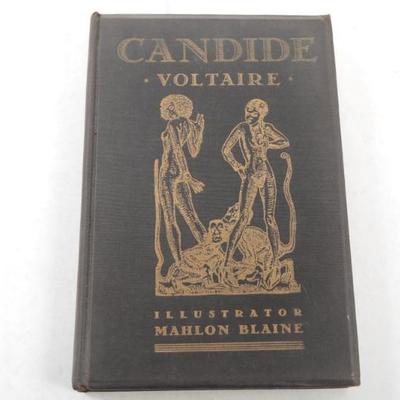 CANDIDE
· VOLTAIRE ·
ILLUSTRATOR
MAHLON BLAINE